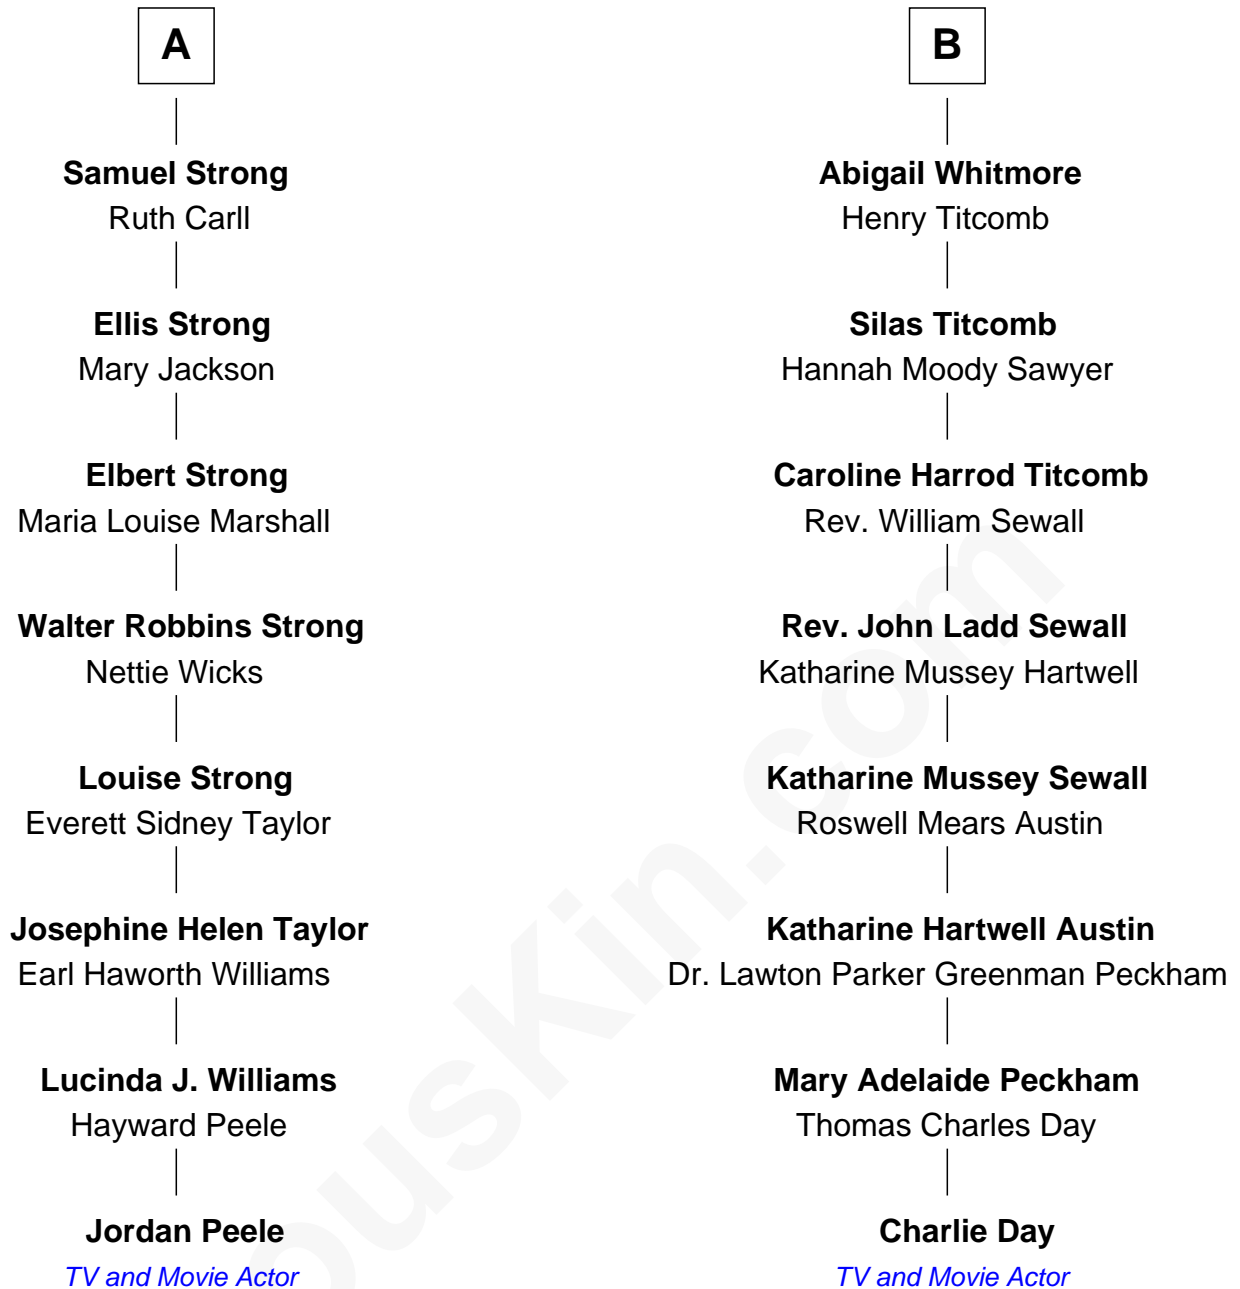 A
Samuel Strong
Ruth Carll
Ellis Strong
Mary Jackson
Elbert Strong
Maria Louise Marshall
Walter Robbins Strong
Nettie Wicks
Louise Strong
Everett Sidney Taylor
Josephine Helen Taylor
Earl Haworth Williams
Lucinda J. Williams
Hayward Peele
Jordan Peele
TV and Movie Actor
B
Abigail Whitmore
Henry Titcomb
Silas Titcomb
Hannah Moody Sawyer
Caroline Harrod Titcomb
Rev. William Sewall
Rev. John Ladd Sewall
Katharine Mussey Hartwell
Katharine Mussey Sewall
Roswell Mears Austin
Katharine Hartwell Austin
Dr. Lawton Parker Greenman Peckham
Mary Adelaide Peckham
Thomas Charles Day
Charlie Day
TV and Movie Actor
ousKin.com